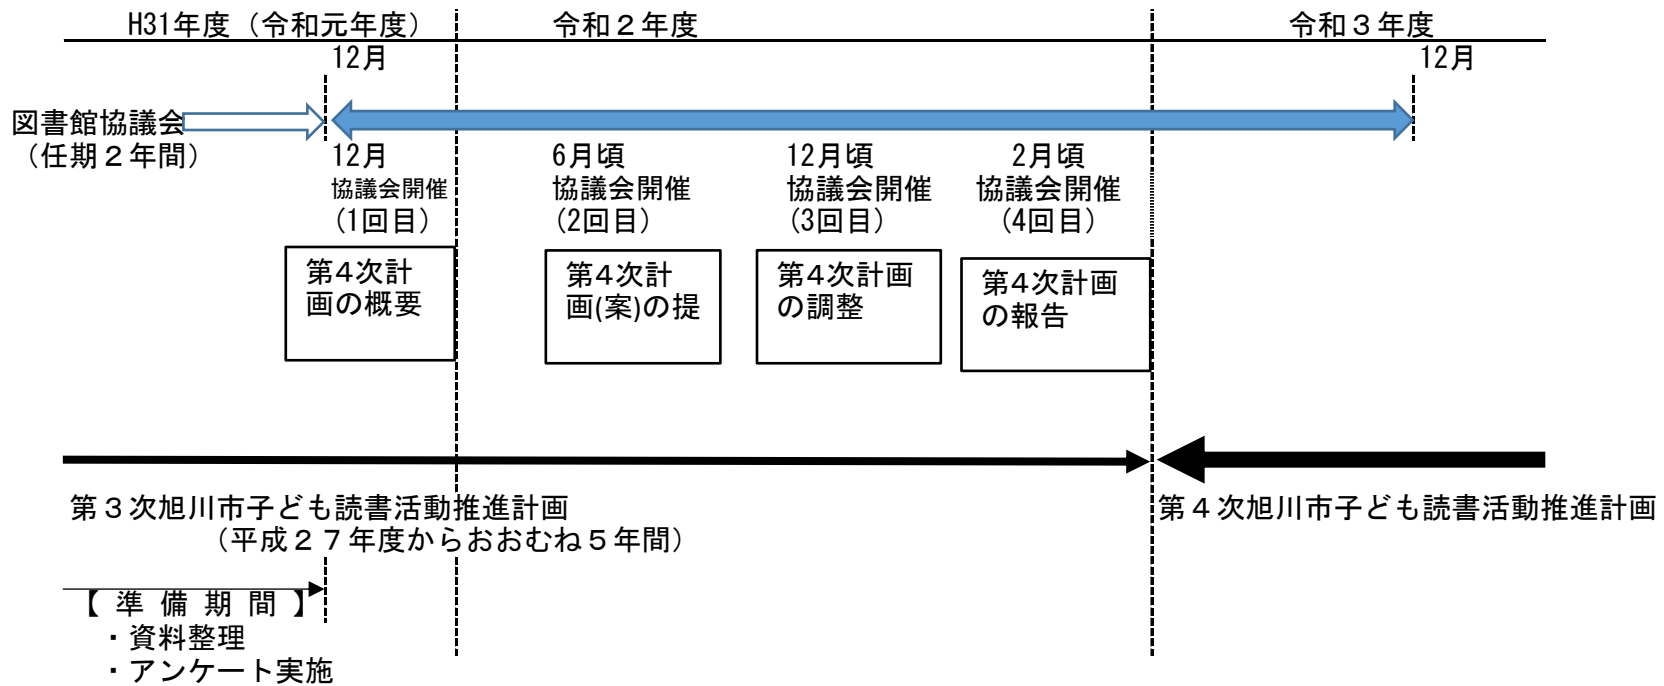 H31年度（令和元年度）
令和２年度
令和３年度
12月
12月
図書館協議会
（任期２年間）
12月
協議会開催
(1回目)
6月頃
協議会開催
(2回目)
12月頃
協議会開催
(3回目)
2月頃
協議会開催
(4回目)
第4次計
画の概要
第4次計
画(案)の提
第4次計画
の調整
第4次計画
の報告
第３次旭川市子ども読書活動推進計画
（平成２７年度からおおむね５年間）
第４次旭川市子ども読書活動推進計画
【 準 備 期 間 】
・資料整理
・アンケート実施